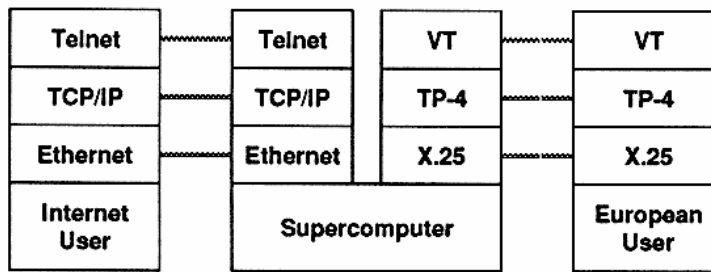 Telnet Telnet VT VT
TCP/IP TCP/IP TP-4 TP-4
Ethernet Ethernet X.25 X.25
Internet
User
Supercomputer
European
User